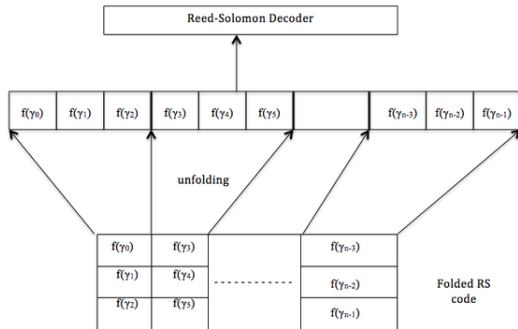 Reed-Solomon Decoder
f(γ₀) f(γ₁) f(γ₂) f(γ₃) f(γ₄) f(γ₅) f(γₙ₋₃) f(γₙ₋₂) f(γₙ₋₁)
unfolding
f(γ₀) f(γ₃) f(γₙ₋₃)
f(γ₁) f(γ₄) f(γₙ₋₂)
f(γ₂) f(γ₅) f(γₙ₋₁)
Folded RS
code